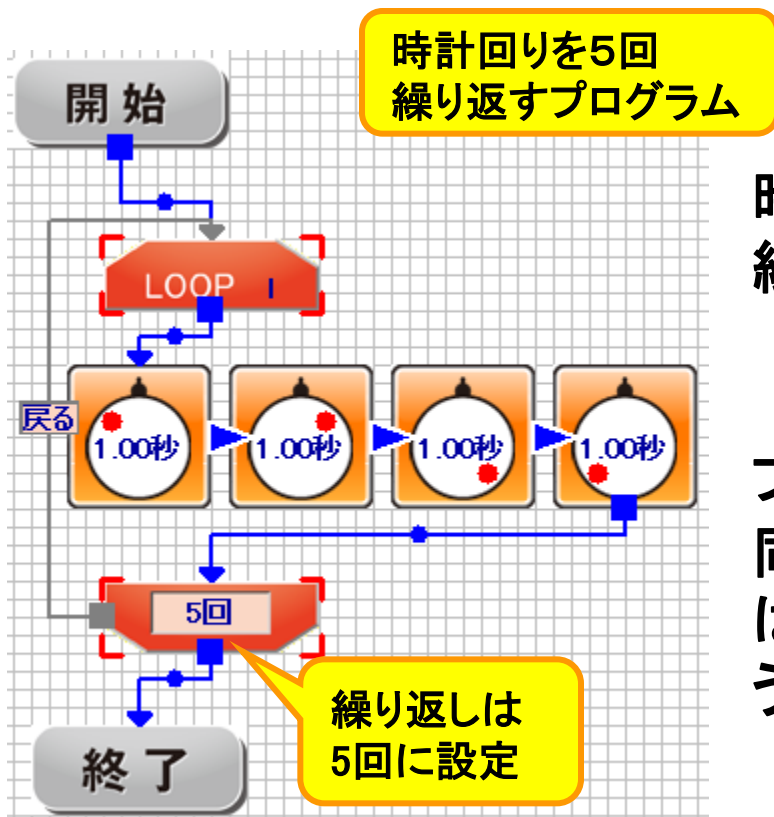 時計回りを5回
繰り返すプログラム
開始
LOOP 1
戻る
1.00秒
1.00秒
1.00秒
1.00秒
5回
繰り返しは
5回に設定
終了